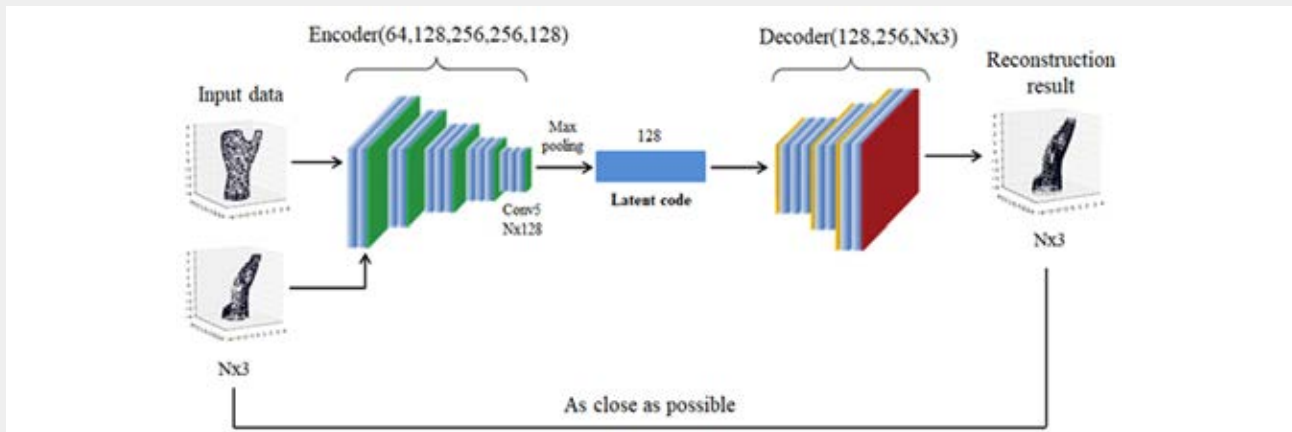 Encoder(64,128,256,256,128)
Decoder(128,256,Nx3)
Reconstruction
result
Input data
Max
pooling
128
Latent code
Conv5
Nx128
Nx3
Nx3
As close as possible